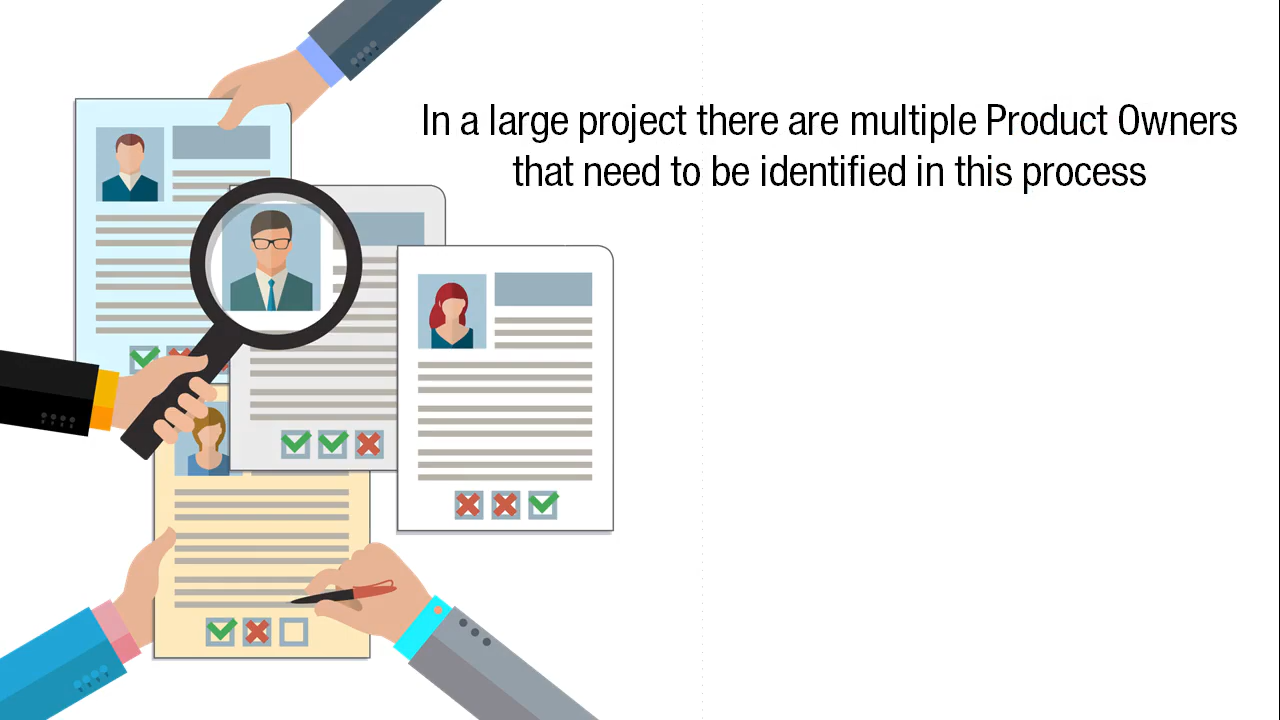 In a large project there are multiple Product Owners
that need to be identified in this process